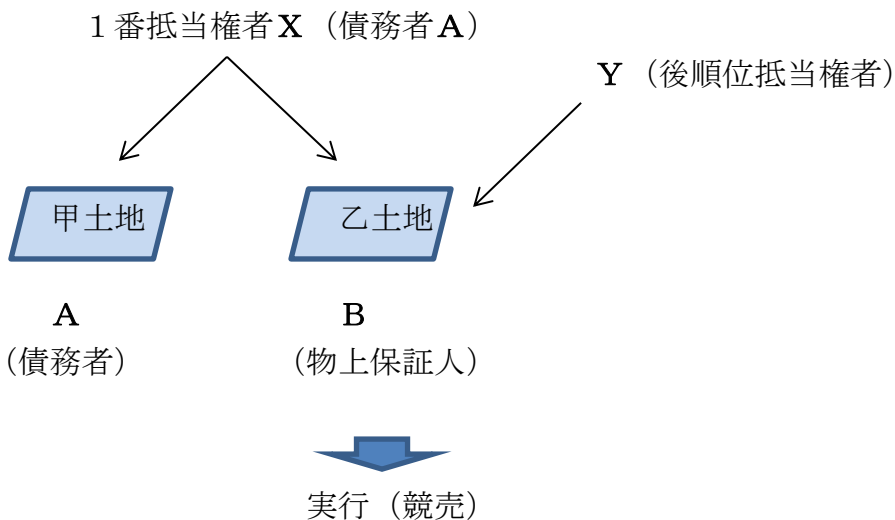 １番抵当権者Ｘ（債務者Ａ）
Ｙ（後順位抵当権者）
甲土地
乙土地
Ａ
Ｂ
（債務者）
（物上保証人）
実行（競売）